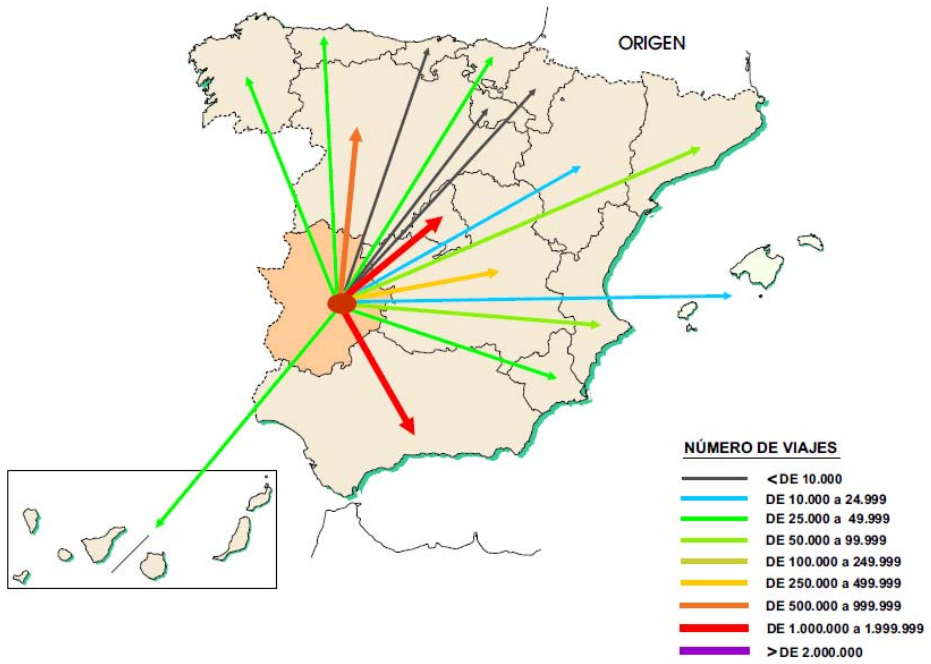 ORIGEN
NÚMERO DE VIAJES
< DE 10.000
DE 10.000 a 24.999
DE 25.000 a 49.999
DE 50.000 a 99.999
DE 100.000 a 249.999
DE 250.000 a 499.999
DE 500.000 a 999.999
DE 1.000.000 a 1.999.999
> DE 2.000.000